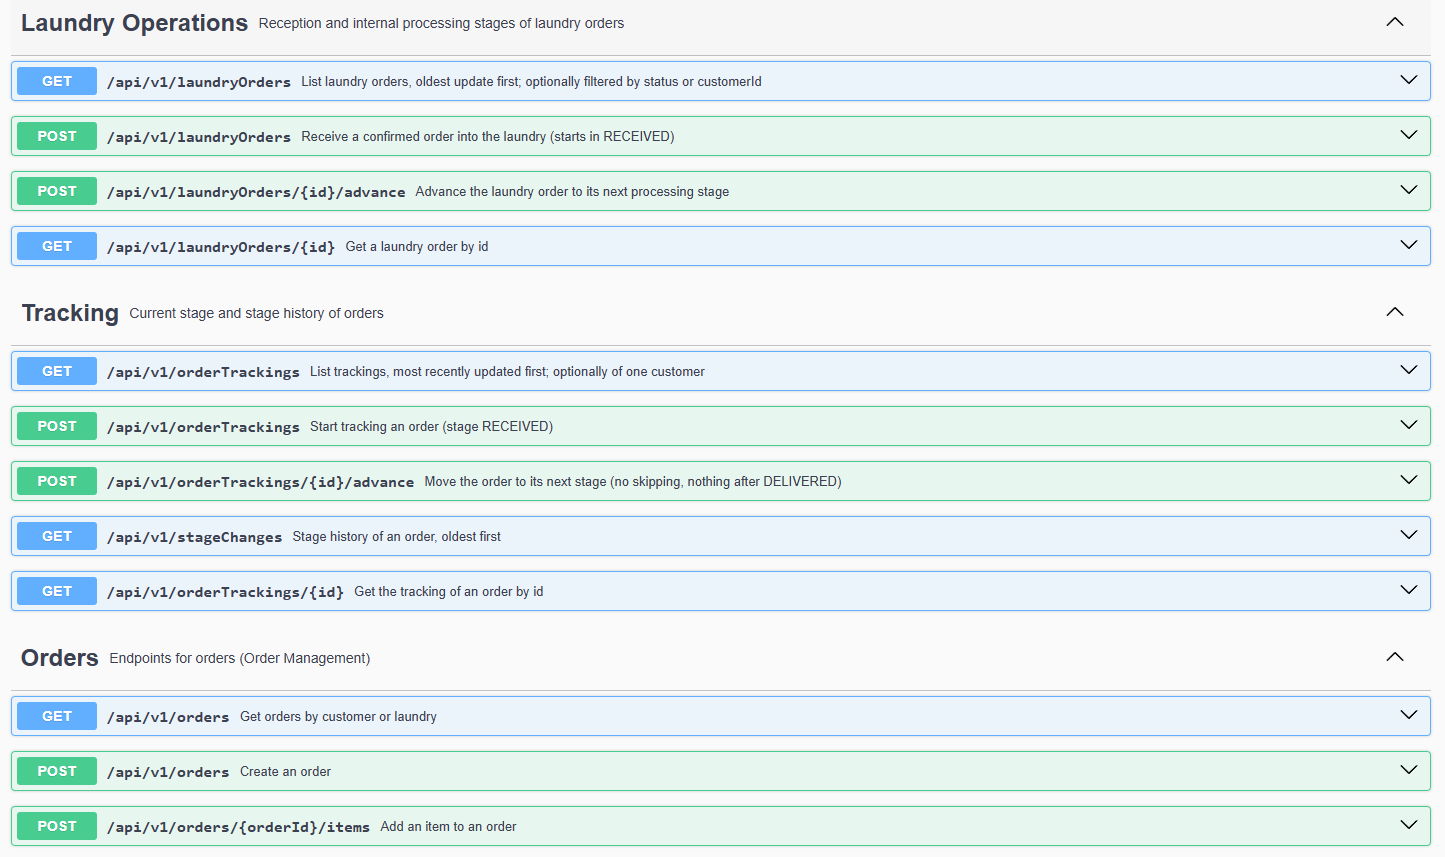 Laundry Operations Reception and internal processing stages of laundry orders
GET /api/v1/laundryOrders List laundry orders, oldest update first; optionally filtered by status or customerId
POST /api/v1/laundryOrders Receive a confirmed order into the laundry (starts in RECEIVED)
POST /api/v1/laundryOrders/{id}/advance Advance the laundry order to its next processing stage
GET /api/v1/laundryOrders/{id} Get a laundry order by id
Tracking Current stage and stage history of orders
GET /api/v1/orderTrackings List trackings, most recently updated first; optionally of one customer
POST /api/v1/orderTrackings Start tracking an order (stage RECEIVED)
POST /api/v1/orderTrackings/{id}/advance Move the order to its next stage (no skipping, nothing after DELIVERED)
GET /api/v1/stageChanges Stage history of an order, oldest first
GET /api/v1/orderTrackings/{id} Get the tracking of an order by id
Orders Endpoints for orders (Order Management)
GET /api/v1/orders Get orders by customer or laundry
POST /api/v1/orders Create an order
POST /api/v1/orders/{orderId}/items Add an item to an order